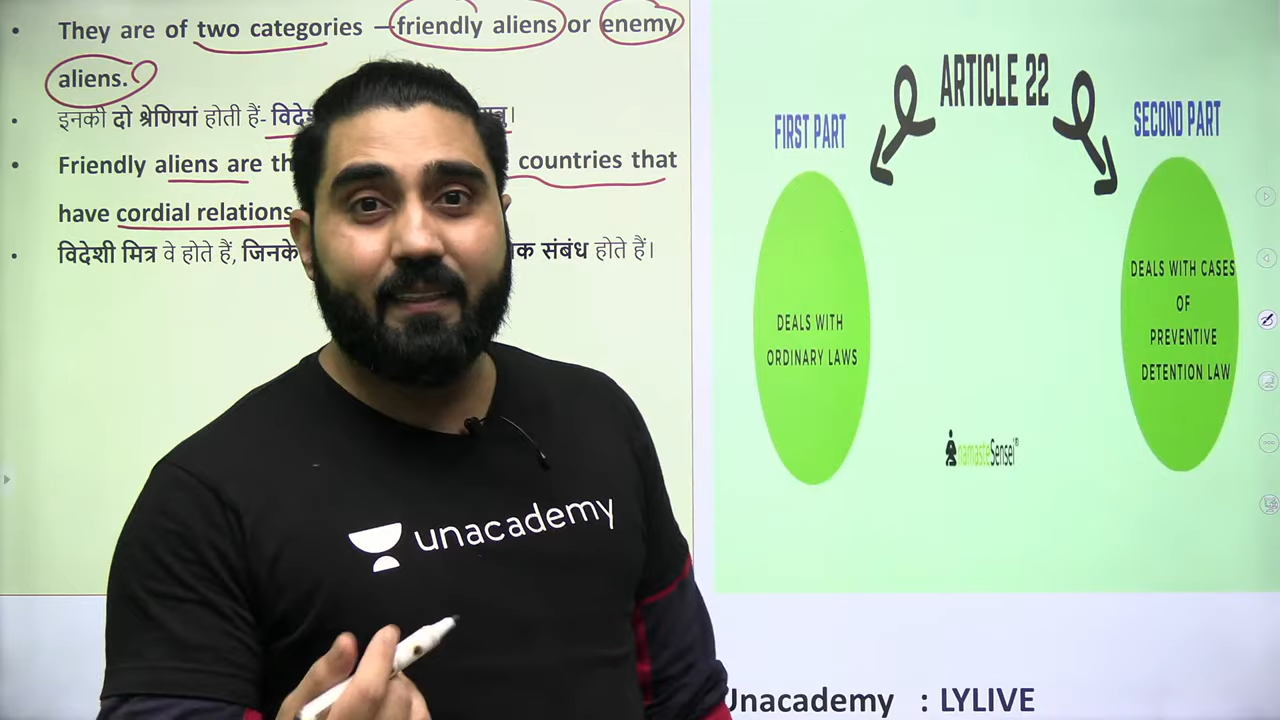 They are of two categories – friendly aliens or enemy
aliens.
इनकी दो श्रेणियां होती हैं-
Friendly aliens are countries that
have cordial relations
विदेशी मित्र वे होते हैं, जिनके संबंध होते हैं।
ARTICLE 22
FIRST PART
SECOND PART
DEALS WITH
ORDINARY LAWS
DEALS WITH CASES
OF
PREVENTIVE
DETENTION LAW
namasteSensei®
unacademy
Unacademy : LYLIVE